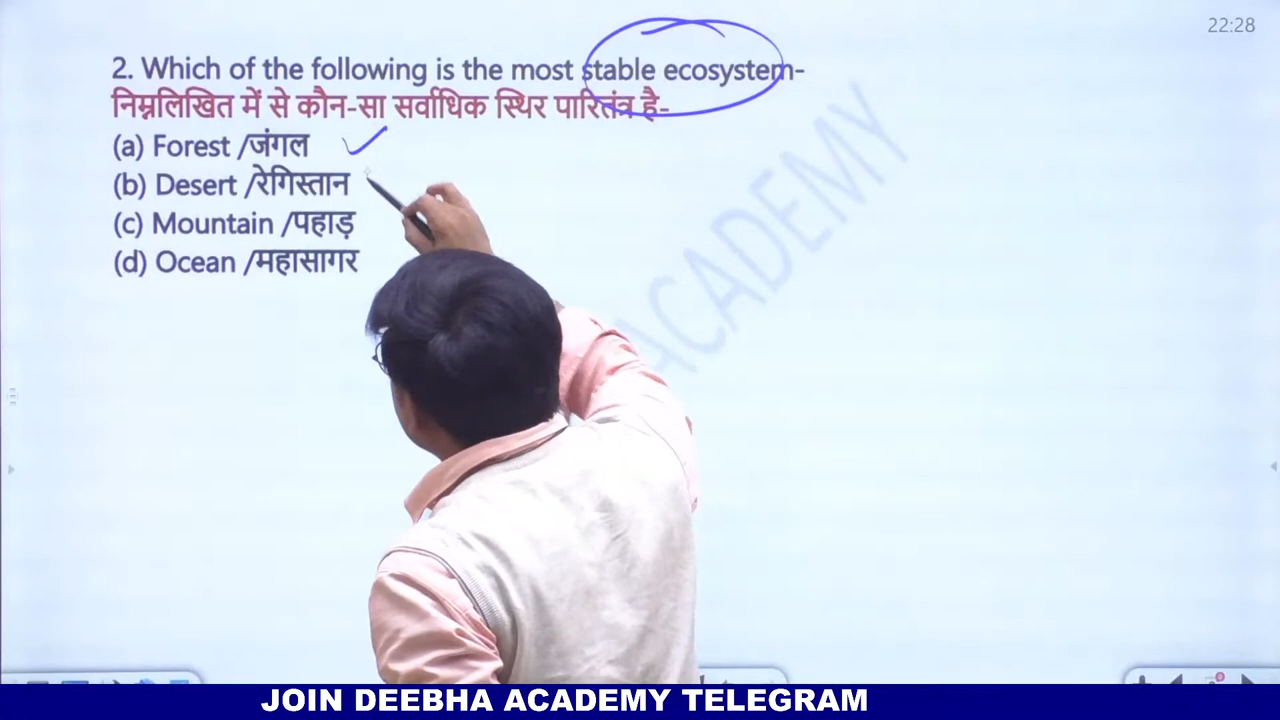 22:28
2. Which of the following is the most stable ecosystem-
निम्नलिखित में से कौन-सा सर्वाधिक स्थिर पारितंत्र है-
(a) Forest /जंगल
(b) Desert /रेगिस्तान
(c) Mountain /पहाड़
(d) Ocean /महासागर
ACADEMY
JOIN DEEBHA ACADEMY TELEGRAM